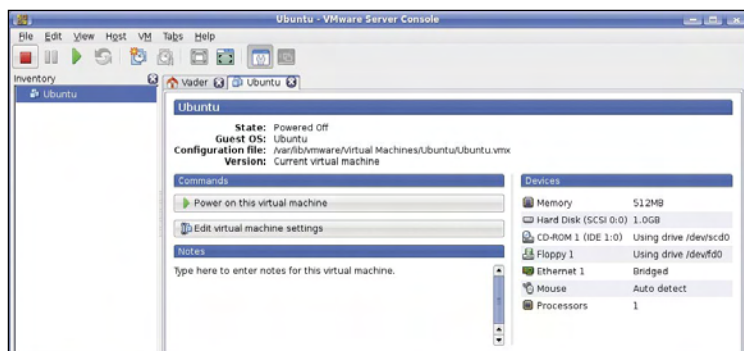 Ubuntu - VMware Server Console
File Edit View Host VM Tabs Help
Inventory
Vader Ubuntu
Ubuntu
Ubuntu
State: Powered Off
Guest OS: Ubuntu
Configuration file: /var/lib/vmware/Virtual Machines/Ubuntu/Ubuntu.vmx
Version: Current virtual machine
Commands
Power on this virtual machine
Edit virtual machine settings
Notes
Type here to enter notes for this virtual machine.
Devices
Memory 512MB
Hard Disk (SCSI 0:0) 1.0GB
CD-ROM 1 (IDE 1:0) Using drive /dev/scd0
Floppy 1 Using drive /dev/fd0
Ethernet 1 Bridged
Mouse Auto detect
Processors 1